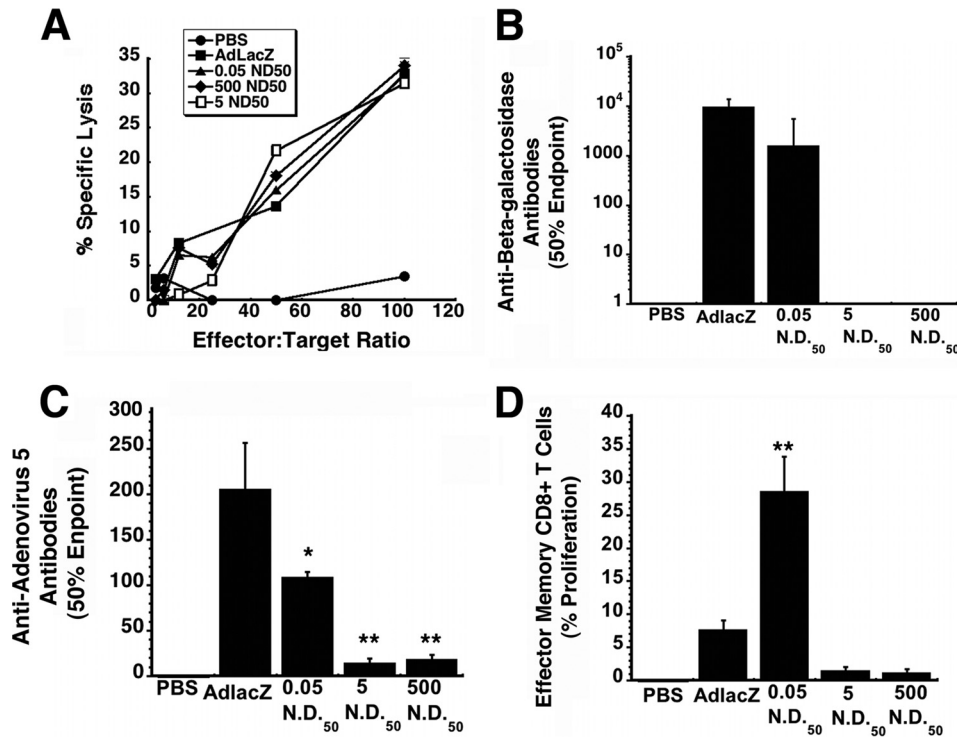 A
PBS
AdLacZ
0.05 ND50
500 ND50
5 ND50
% Specific Lysis
35
30
25
20
15
10
5
0
0 20 40 60 80 100 120
Effector:Target Ratio
B
Anti-Beta-galactosidase
Antibodies
(50% Endpoint)
10^5
10^4
1000
100
10
1
PBS AdlacZ 0.05 5 500
N.D.50 N.D.50 N.D.50
C
Anti-Adenovirus 5
Antibodies
(50% Enpoint)
300
250
200
150
100
50
0
* ** **
PBS AdlacZ 0.05 5 500
N.D.50 N.D.50 N.D.50
D
Effector Memory CD8+ T Cells
(% Proliferation)
40
35
30
25
20
15
10
5
0
**
PBS AdlacZ 0.05 5 500
N.D.50 N.D.50 N.D.50